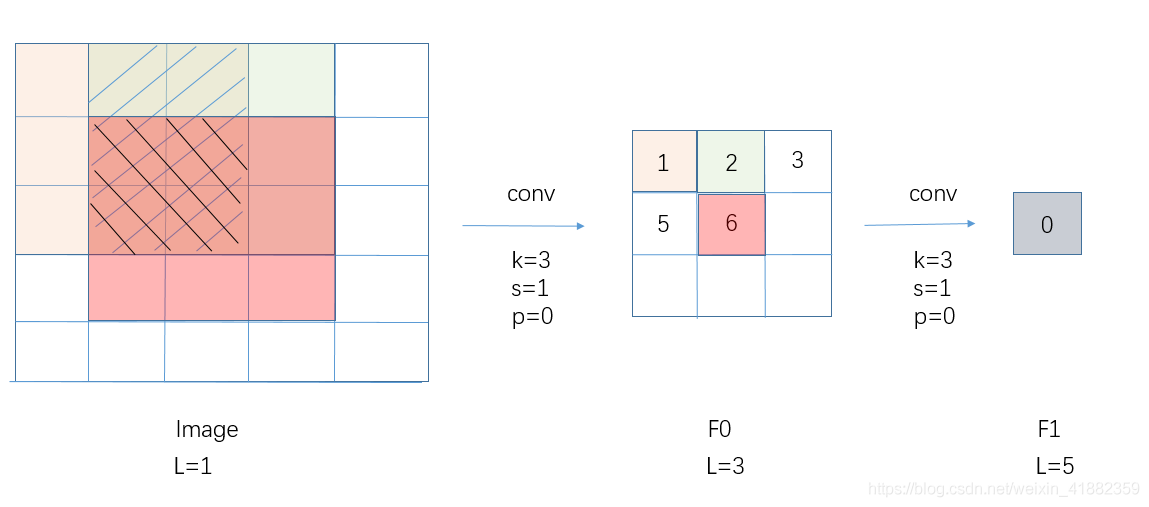 conv
k=3
s=1
p=0
1 2 3
5 6
conv
k=3
s=1
p=0
0
Image
L=1
F0
L=3
F1
L=5
https://blog.csdn.net/weixin_41882359